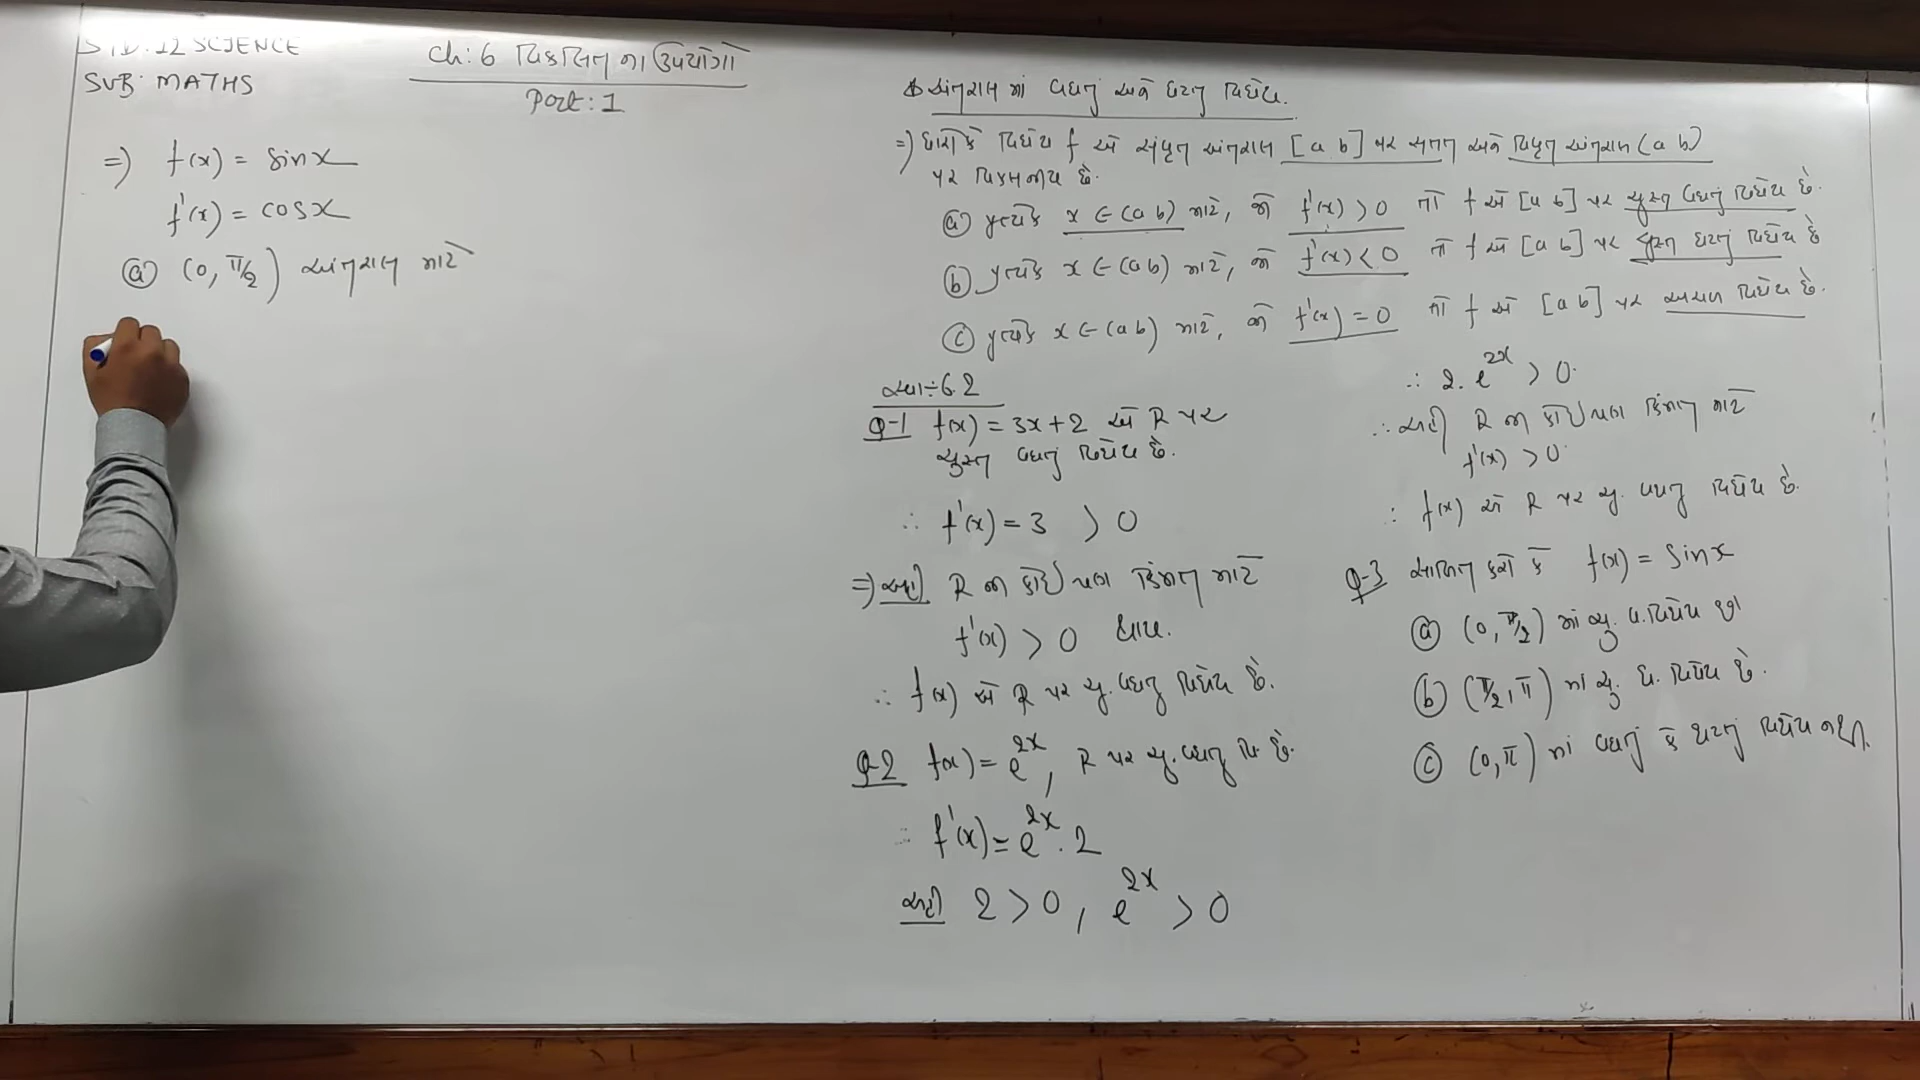 STD: 12 SCIENCE
SUB: MATHS
Ch: 6 વિકલિત ના ઉપયોગો
Part: 1
⇒) f(x) = sinx
f'(x) = cosx
ⓐ (0, π/2) અંતરાલ માટે
* અંતરાલ માં વધતું અને ઘટતુ વિધેય.
⇒) ધારોકે વિધેય f એ સંવૃત અંતરાલ [a b] પર સતત અને વિવૃત અંતરાલ (a b)
પર વિકલનીય છે.
ⓐ પ્રત્યેક x ∈ (a b) માટે, જો f'(x) > 0 તો f એ [a b] પર ચુસ્ત વધતું વિધેય છે.
ⓑ પ્રત્યેક x ∈ (a b) માટે, જો f'(x) < 0 તો f એ [a b] પર ચુસ્ત ઘટતું વિધેય છે
ⓒ પ્રત્યેક x ∈ (a b) માટે, જો f'(x) = 0 તો f એ [a b] પર અચળ વિધેય છે.
સ્વા ÷ 6.2
Q-1 f(x) = 3x+2 એ R પર
ચુસ્ત વધતું વિધેય છે.
∴ f'(x) = 3 > 0
⇒) અહી R ના કોઈ પણ કિંમત માટે
f'(x) > 0 થાય.
∴ f(x) એ R પર ચુ. વધતુ વિધેય છે.
Q-2 f(x) = e^2x, R પર ચુ. વધતુ વિ છે.
∴ f'(x) = e^2x . 2
અહી 2 > 0, e^2x > 0
∴ 2. e^2x > 0.
∴ અહી R ના કોઈ પણ કિંમત માટે
f'(x) > 0.
∴ f(x) એ R પર ચુ. વધતુ વિધેય છે.
Q-3 સાબિત કરો કે f(x) = sinx
ⓐ (0, π/2) માં ચુ વ. વિધેય છે
ⓑ (π/2, π) માં ચુ. ઘ. વિધેય છે.
ⓒ (0, π) માં વધતું કે ઘટતું વિધેય નથી.